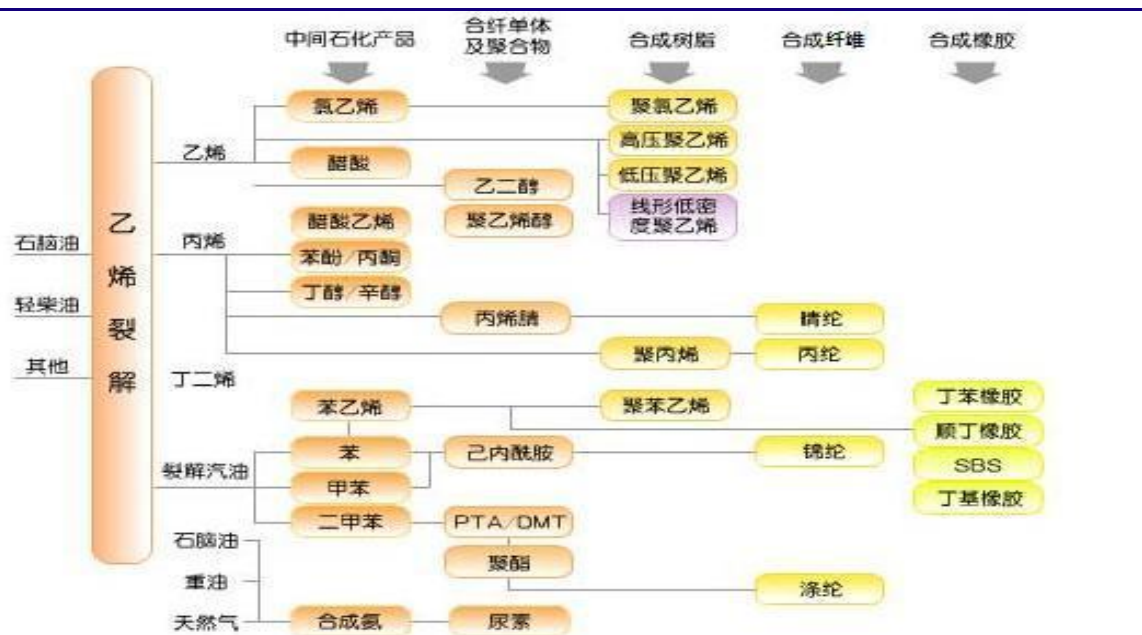 中间石化产品
合纤单体
及聚合物
合成树脂
合成纤维
合成橡胶
氯乙烯
聚氯乙烯
乙烯
高压聚乙烯
醋酸
低压聚乙烯
乙二醇
线形低密
度聚乙烯
醋酸乙烯
聚乙烯醇
石脑油
乙烯裂解
丙烯
苯酚/丙酮
丁醇/辛醇
轻柴油
丙烯腈
腈纶
聚丙烯
丙纶
其他
丁二烯
丁苯橡胶
苯乙烯
聚苯乙烯
顺丁橡胶
苯
己内酰胺
锦纶
SBS
裂解汽油
甲苯
丁基橡胶
二甲苯
PTA/DMT
石脑油
聚酯
重油
涤纶
天然气
合成氨
尿素